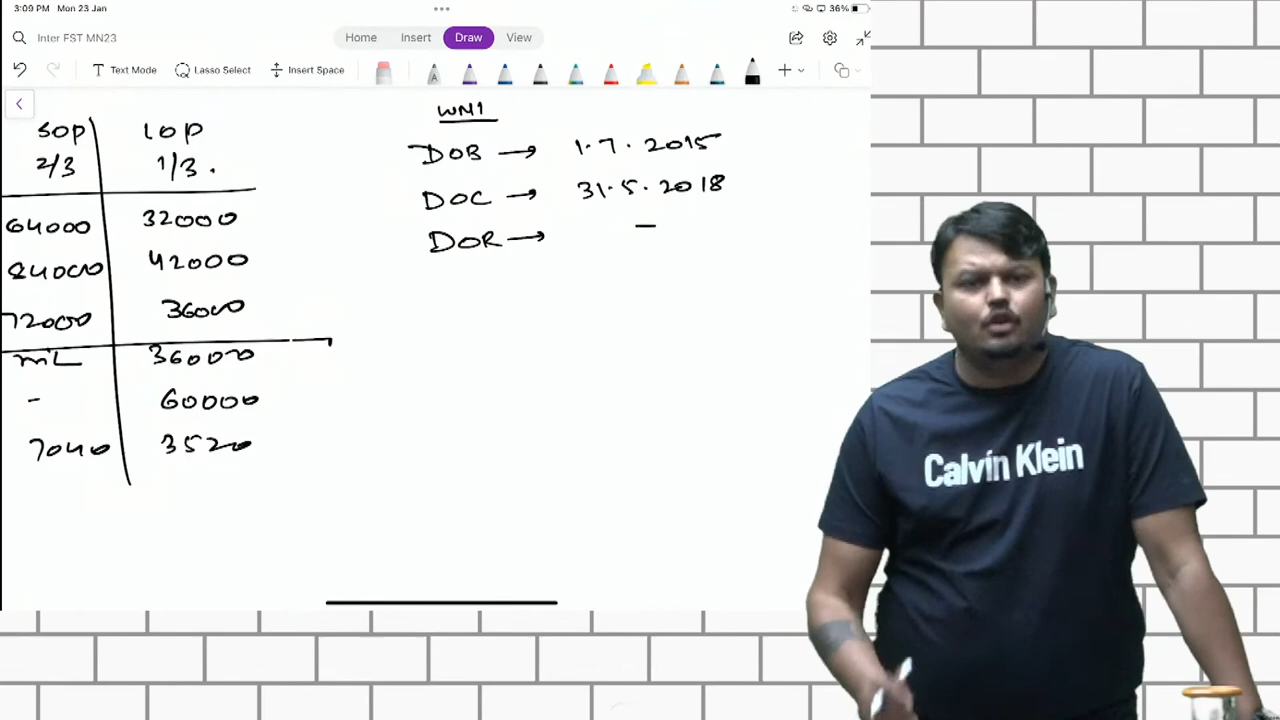 3:09 PM Mon 23 Jan
36%
Inter FST MN23
Home Insert Draw View
Text Mode Lasso Select Insert Space
SOP IOP
2/3 1/3.
64000 32000
84000 42000
72000 36000
NIL 36000
- 60000
7040 3520
WN1
DOB → 1.7.2015
DOC → 31.5.2018
DOR → -
Calvin Klein